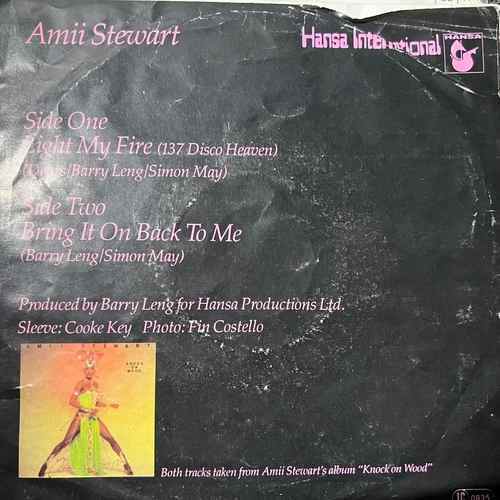 Amii Stewart
Hansa International
HANSA
Side One
Light My Fire (137 Disco Heaven)
(Doors/Barry Leng/Simon May)
Side Two
Bring It On Back To Me
(Barry Leng/Simon May)
Produced by Barry Leng for Hansa Productions Ltd.
Sleeve: Cooke Key Photo: Fin Costello
AMII STEWART
KNOCK
ON
WOOD
Both tracks taken from Amii Stewart's album "Knock on Wood"